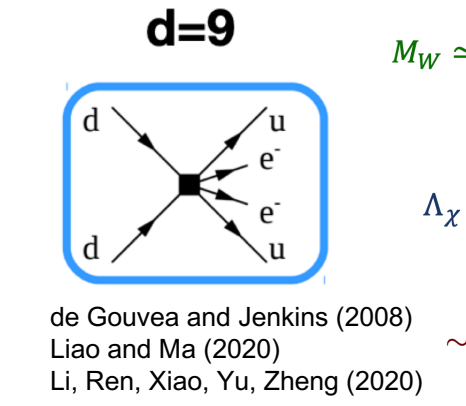 d=9
M_W ≃
d
u
e⁻
Λ_χ
e⁻
d
u
de Gouvea and Jenkins (2008)
Liao and Ma (2020)
~
Li, Ren, Xiao, Yu, Zheng (2020)